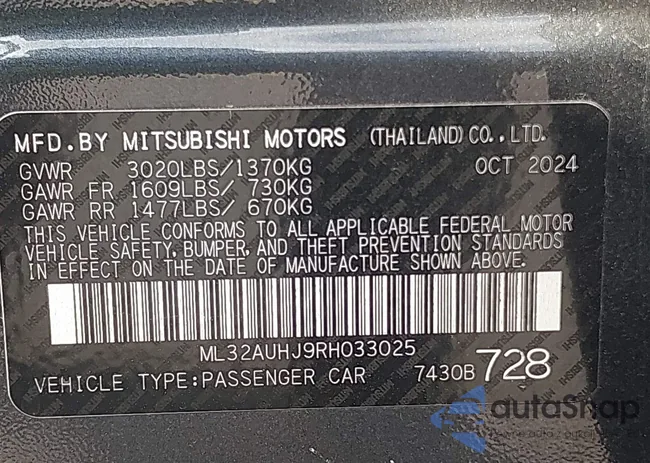 MFD.BY MITSUBISHI MOTORS (THAILAND) CO., LTD.
GVWR 3020LBS/1370KG OCT 2024
GAWR FR 1609LBS/ 730KG
GAWR RR 1477LBS/ 670KG
THIS VEHICLE CONFORMS TO ALL APPLICABLE FEDERAL MOTOR
VEHICLE SAFETY, BUMPER, AND THEFT PREVENTION STANDARDS
IN EFFECT ON THE DATE OF MANUFACTURE SHOWN ABOVE.
ML32AUHJ9RH033025
VEHICLE TYPE:PASSENGER CAR 7430B 728
autoSnap